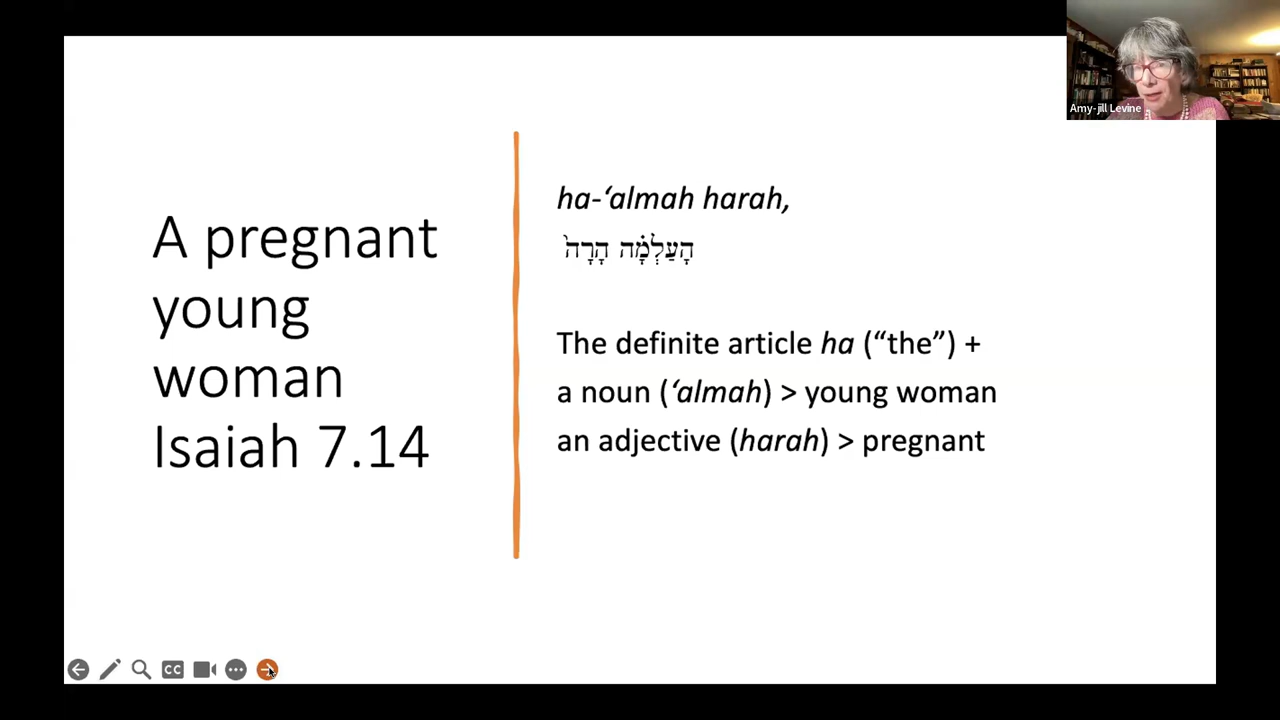 Amy-jill Levine
A pregnant
young
woman
Isaiah 7.14
ha-‘almah harah,
הָעַלְמָ֗ה הָרָה֙
The definite article ha (“the”) +
a noun (‘almah) > young woman
an adjective (harah) > pregnant
CC